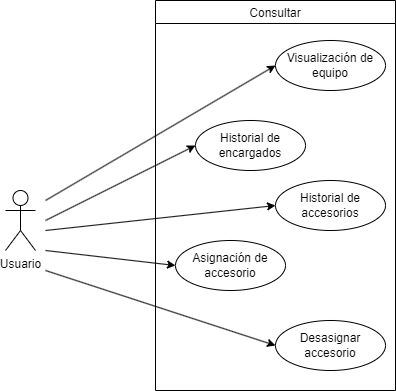 Consultar
Visualización de
equipo
Historial de
encargados
Historial de
accesorios
Usuario
Asignación de
accesorio
Desasignar
accesorio